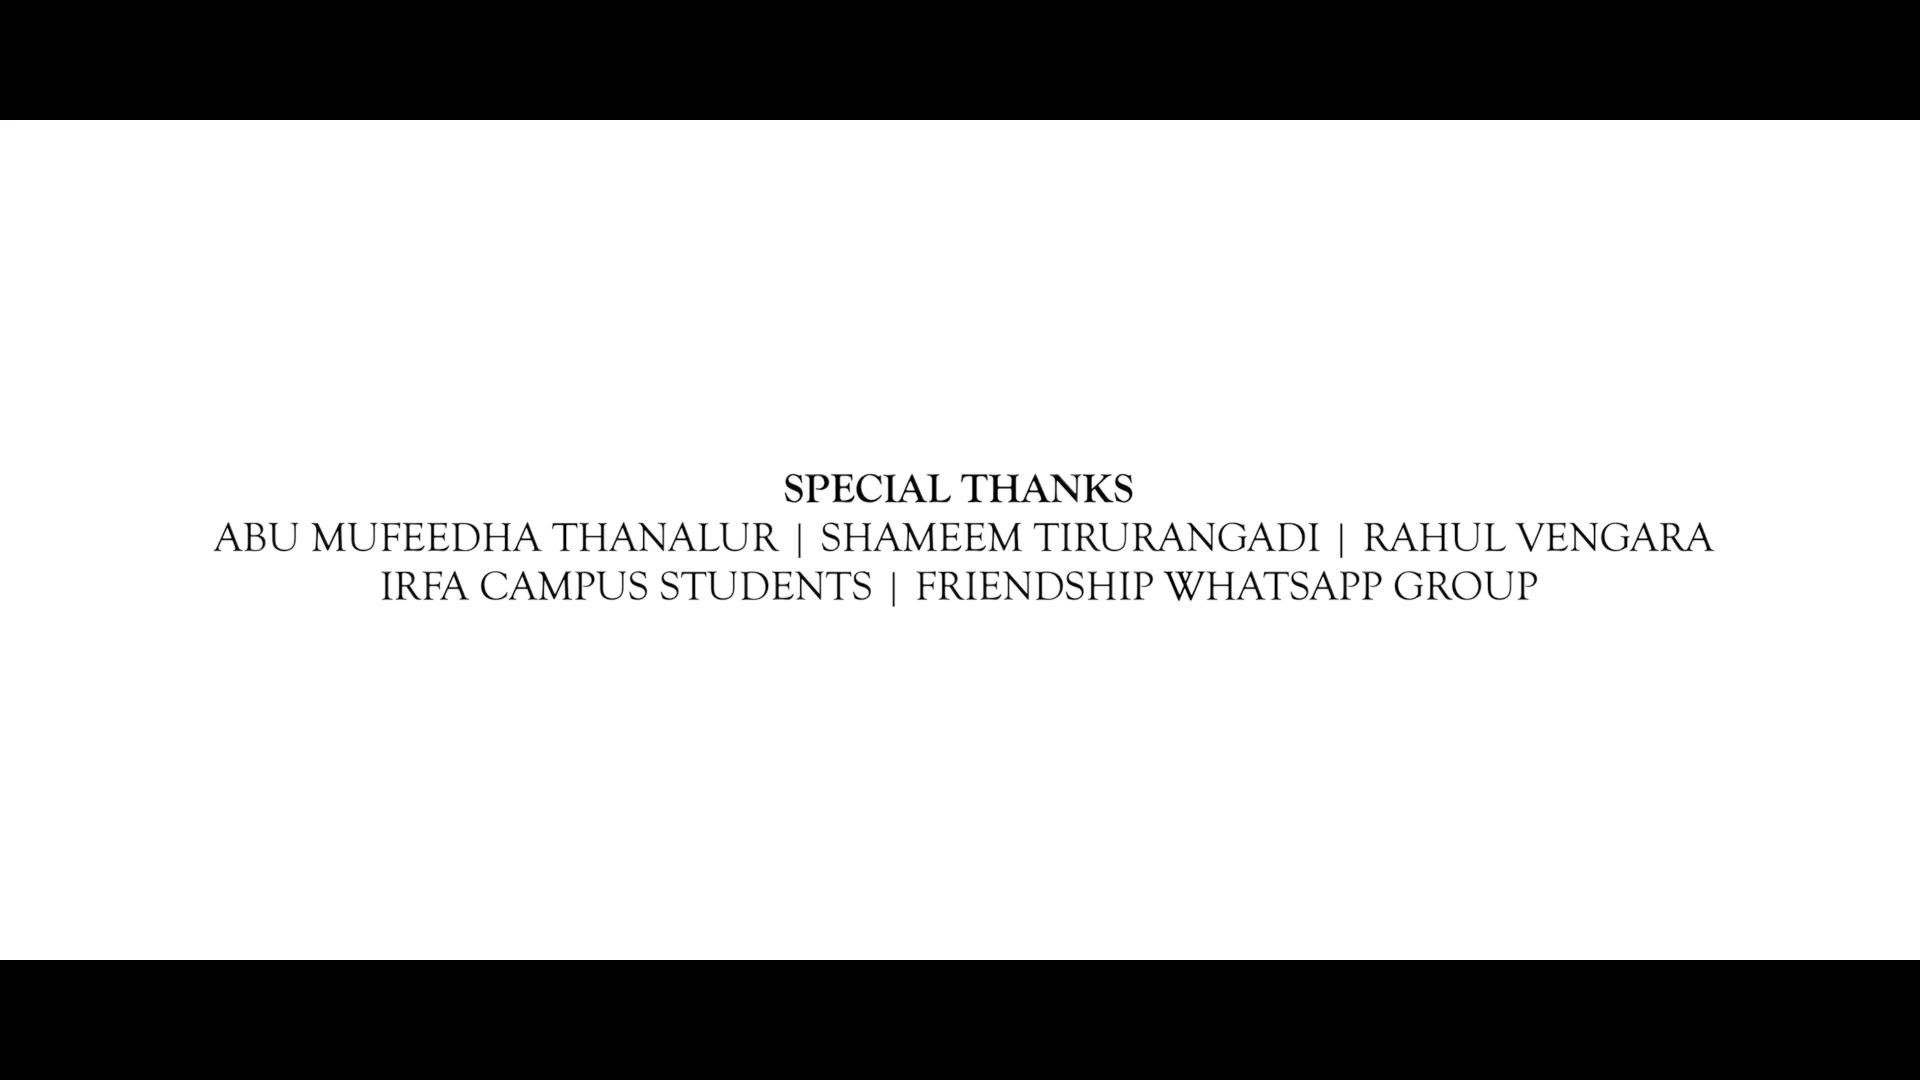 SPECIAL THANKS
ABU MUFEEDHA THANALUR | SHAMEEM TIRURANGADI | RAHUL VENGARA
IRFA CAMPUS STUDENTS | FRIENDSHIP WHATSAPP GROUP